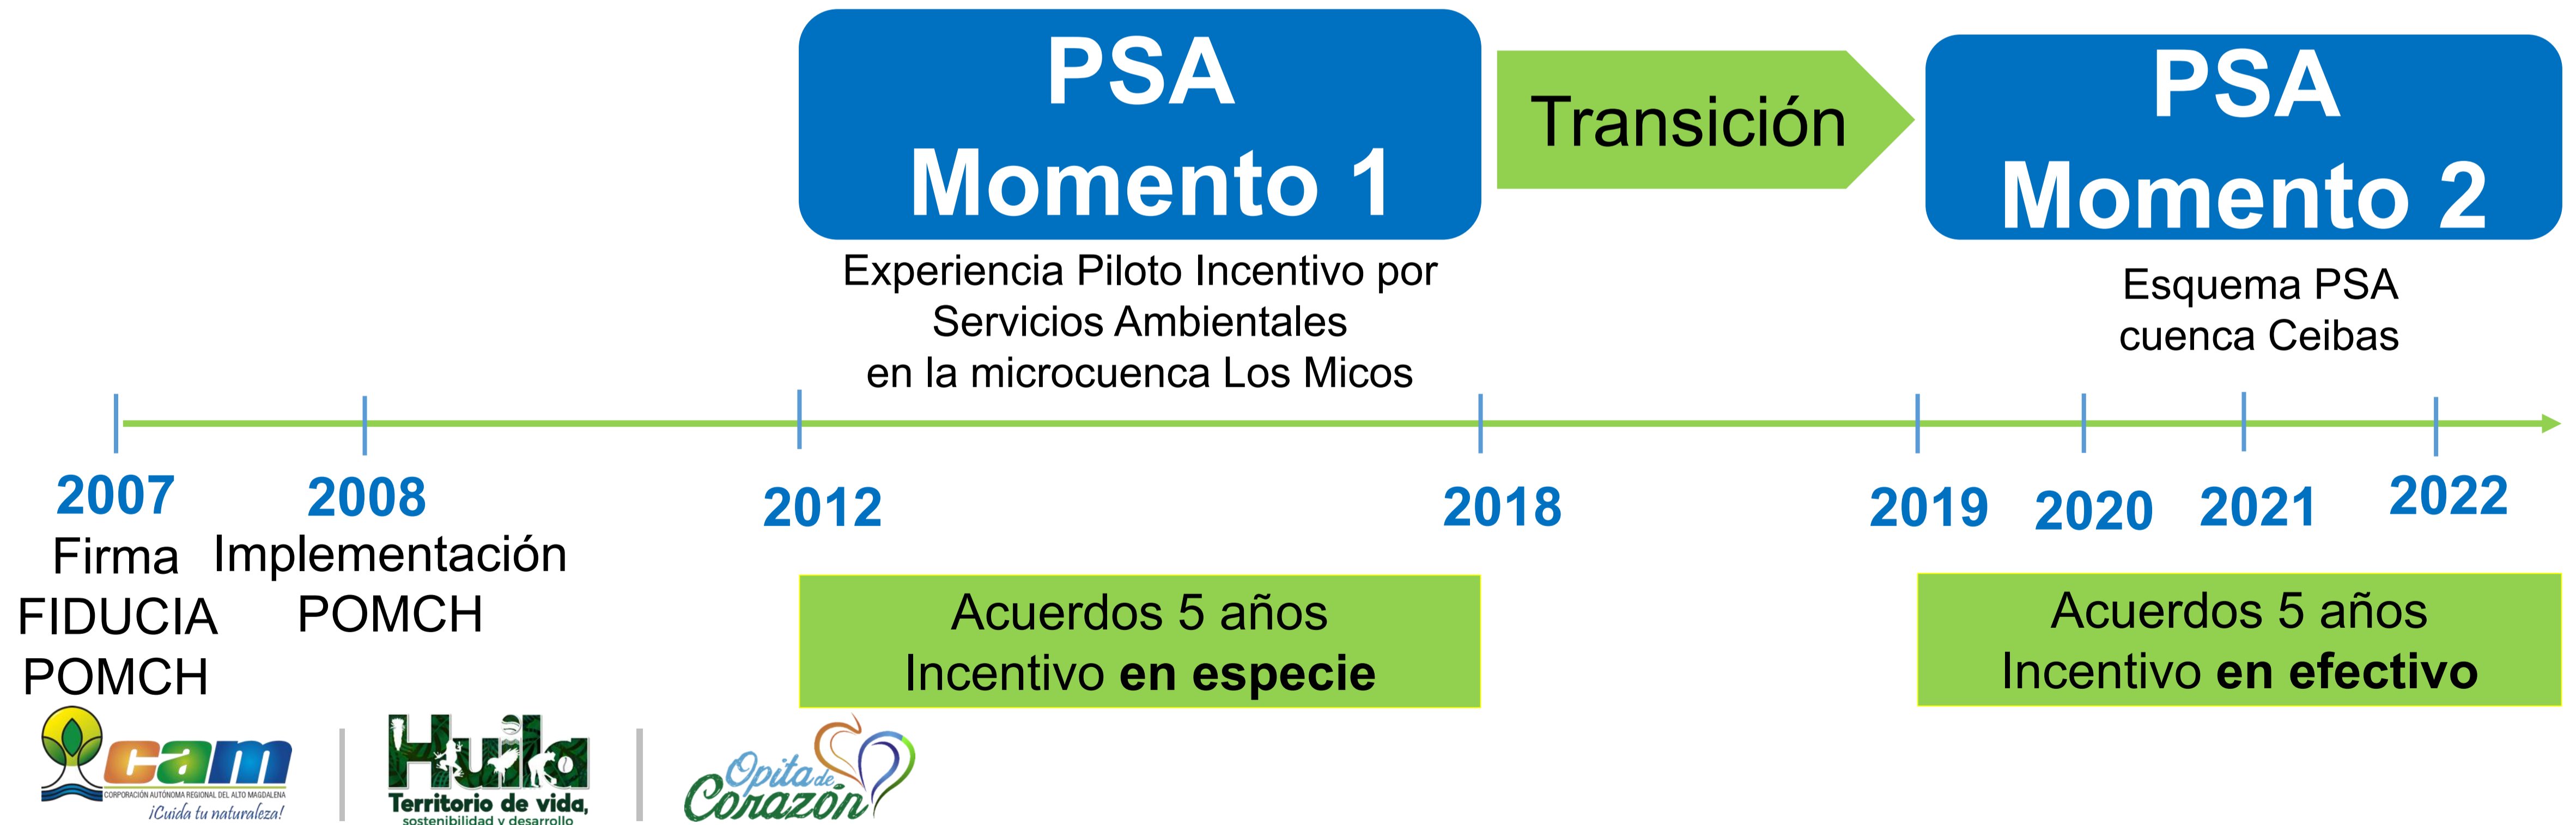 PSA
Momento 1
Transición
PSA
Momento 2
Experiencia Piloto Incentivo por
Servicios Ambientales
en la microcuenca Los Micos
Esquema PSA
cuenca Ceibas
2007
Firma
FIDUCIA
POMCH
2008
Implementación
POMCH
2012
2018
2019
2020
2021
2022
Acuerdos 5 años
Incentivo en especie
Acuerdos 5 años
Incentivo en efectivo
cam
CORPORACIÓN AUTÓNOMA REGIONAL DEL ALTO MAGDALENA
¡Cuida tu naturaleza!
Huila
Territorio de vida,
sostenibilidad y desarrollo
Opita de
Corazón